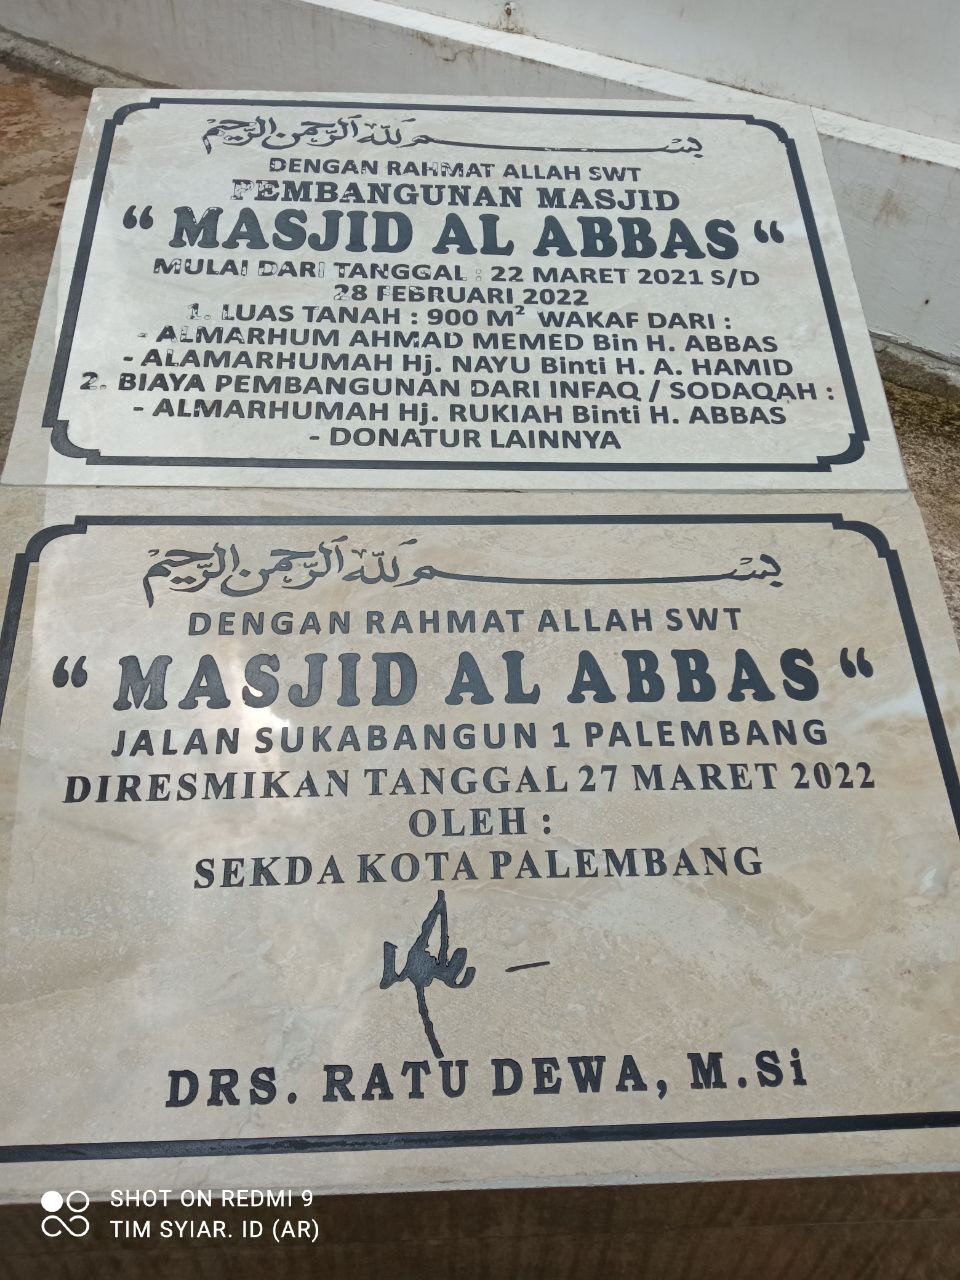 بسم الله الرحمن الرحيم
DENGAN RAHMAT ALLAH SWT
PEMBANGUNAN MASJID
“ MASJID AL ABBAS “
MULAI DARI TANGGAL : 22 MARET 2021 S/D
28 FEBRUARI 2022
1. LUAS TANAH : 900 M² WAKAF DARI :
- ALMARHUM AHMAD MEMED Bin H. ABBAS
- ALAMARHUMAH Hj. NAYU Binti H. A. HAMID
2. BIAYA PEMBANGUNAN DARI INFAQ / SODAQAH :
- ALMARHUMAH Hj. RUKIAH Binti H. ABBAS
- DONATUR LAINNYA
بسم الله الرحمن الرحيم
DENGAN RAHMAT ALLAH SWT
“ MASJID AL ABBAS “
JALAN SUKABANGUN 1 PALEMBANG
DIRESMIKAN TANGGAL 27 MARET 2022
OLEH :
SEKDA KOTA PALEMBANG
DRS. RATU DEWA, M.Si
SHOT ON REDMI 9
TIM SYIAR. ID (AR)